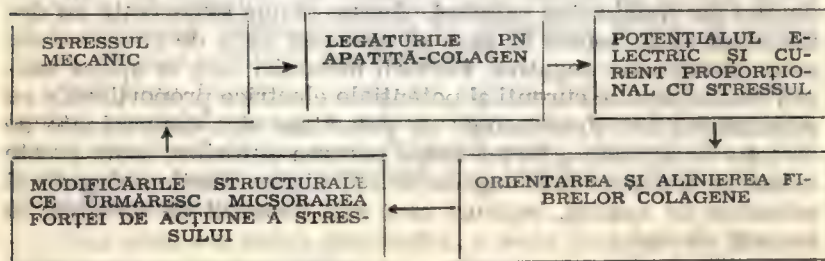 STRESSUL
MECANIC
LEGĂTURILE PN
APATITĂ-COLAGEN
POTENȚIALUL E-
LECTRIC ȘI CU-
RENT PROPORȚIO-
NAL CU STRESSUL
ORIENTAREA ȘI ALINIEREA FI-
BRELOR COLAGENE
MODIFICĂRILE STRUCTURALE
CE URMĂRESC MICȘORAREA
FORȚEI DE ACȚIUNE A STRES-
SULUI